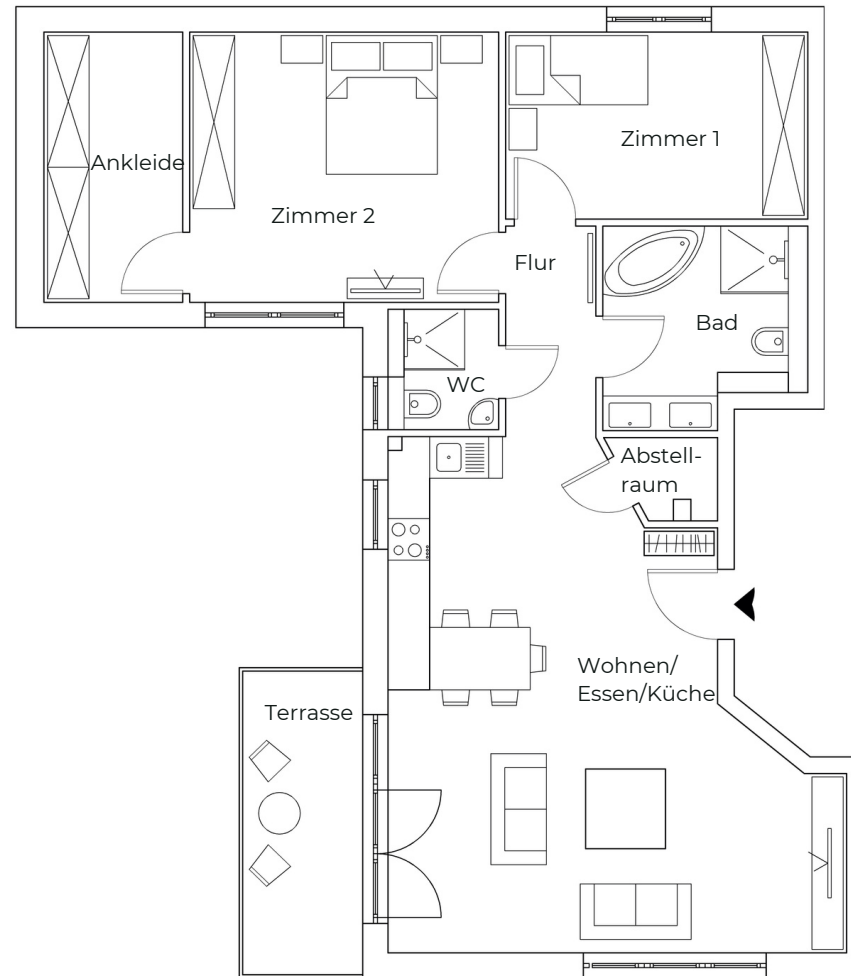 Zimmer 1
Ankleide
Zimmer 2
Flur
Bad
WC
Abstell-
raum
Wohnen/
Essen/Küche
Terrasse